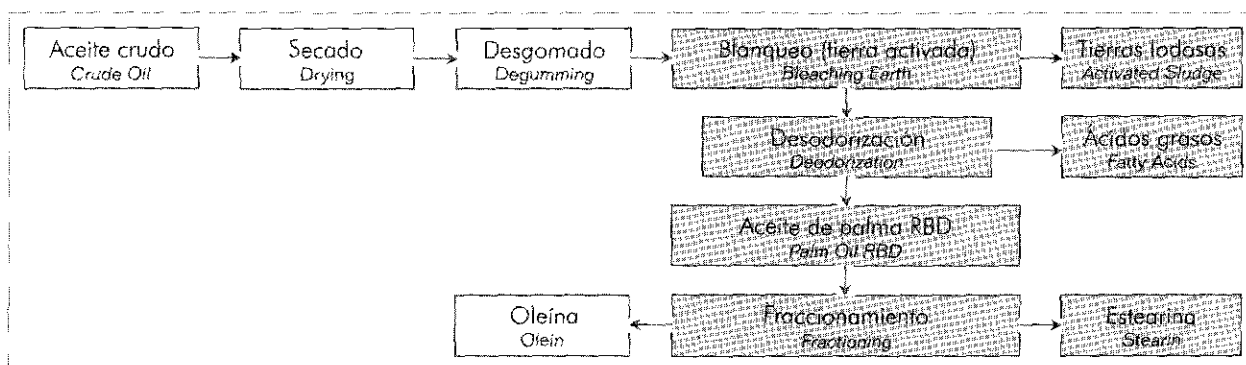 Aceite crudo
Crude Oil
Secado
Drying
Desgomado
Degumming
Blanqueo (tierra activada)
Bleaching Earth
Tierras lodosas
Activated Sludge
Desodorización
Deodorization
Ácidos grasos
Fatty Acids
Aceite de palma RBD
Palm Oil RBD
Oleína
Olein
Fraccionamiento
Fractioning
Estearina
Stearin